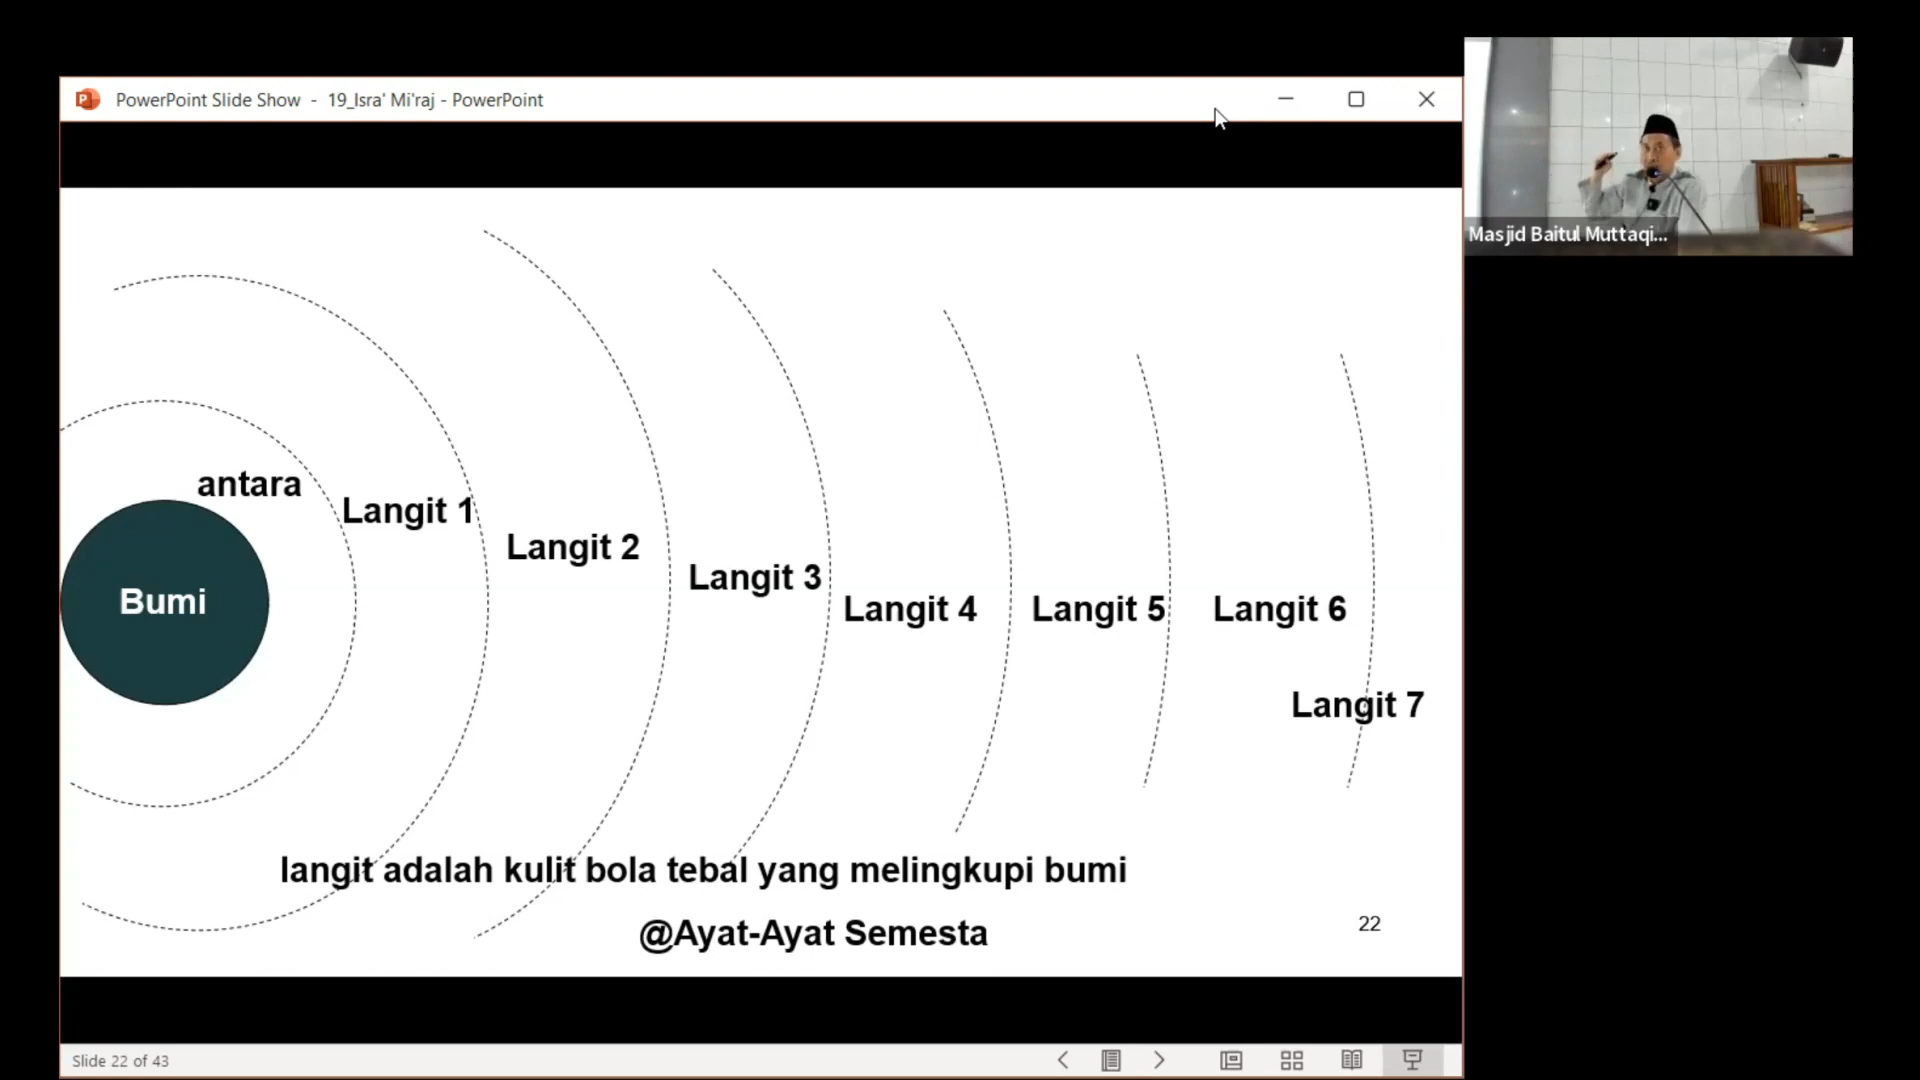 PowerPoint Slide Show - 19_Isra' Mi'raj - PowerPoint
Masjid Baitul Muttaqi...
antara
Langit 1
Langit 2
Langit 3
Bumi
Langit 4
Langit 5
Langit 6
Langit 7
langit adalah kulit bola tebal yang melingkupi bumi
@Ayat-Ayat Semesta
22
Slide 22 of 43